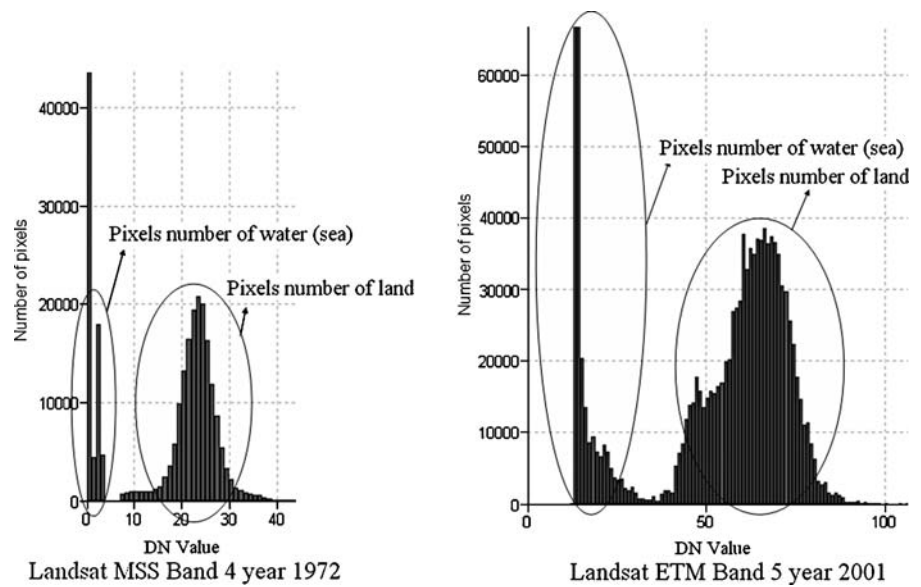 40000
30000
20000
10000
0
Number of pixels
Pixels number of water (sea)
Pixels number of land
0 10 20 30 40
DN Value
Landsat MSS Band 4 year 1972
60000
50000
40000
30000
20000
10000
0
Number of pixels
Pixels number of water (sea)
Pixels number of land
0 50 100
DN Value
Landsat ETM Band 5 year 2001